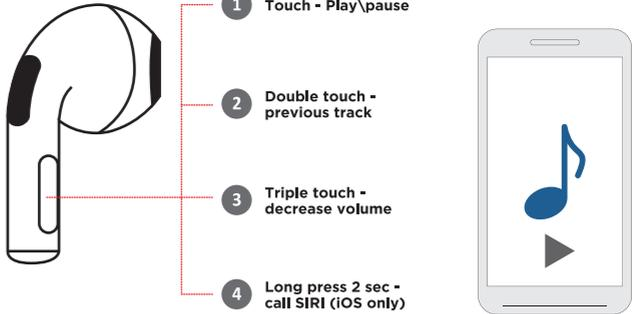 1 Touch - Play\pause
2 Double touch -
previous track
3 Triple touch -
decrease volume
4 Long press 2 sec -
call SIRI (iOS only)